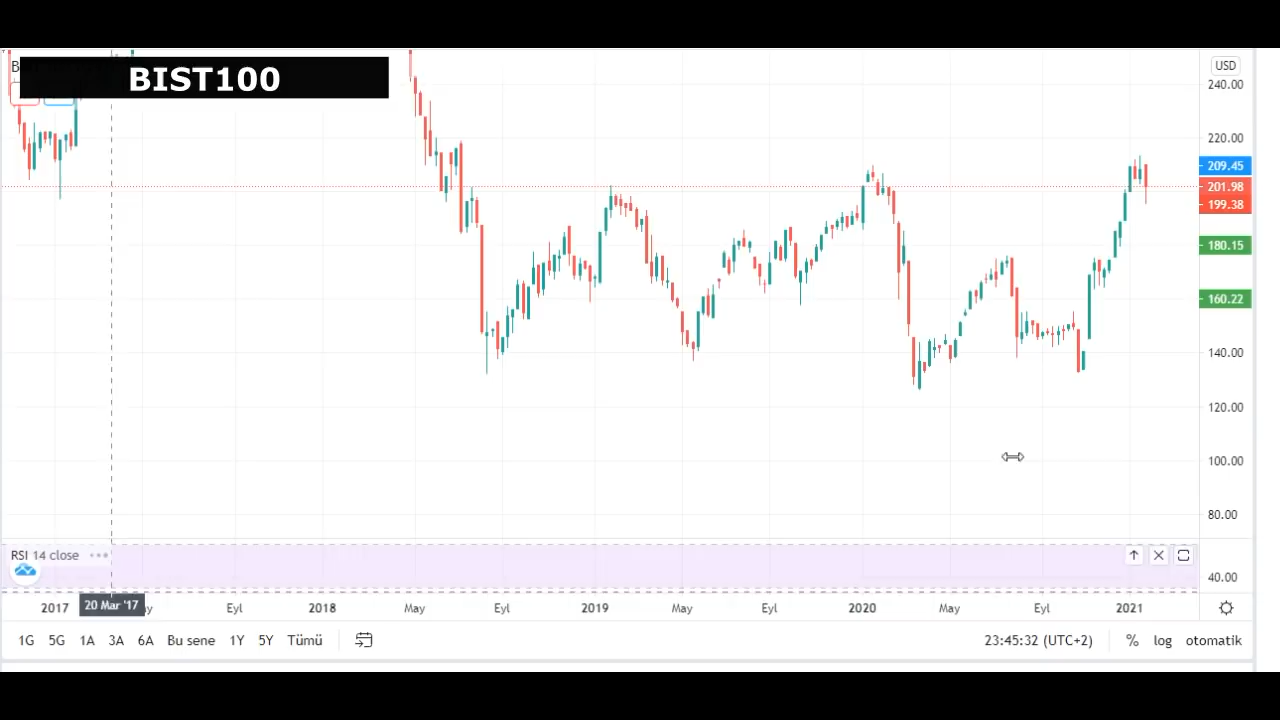 BIST100
USD
240.00
220.00
209.45
201.98
199.38
180.15
160.22
140.00
120.00
100.00
80.00
RSI 14 close
40.00
2017 20 Mar '17 Eyl 2018 May Eyl 2019 May Eyl 2020 May Eyl 2021
1G 5G 1A 3A 6A Bu sene 1Y 5Y Tümü 23:45:32 (UTC+2) % log otomatik